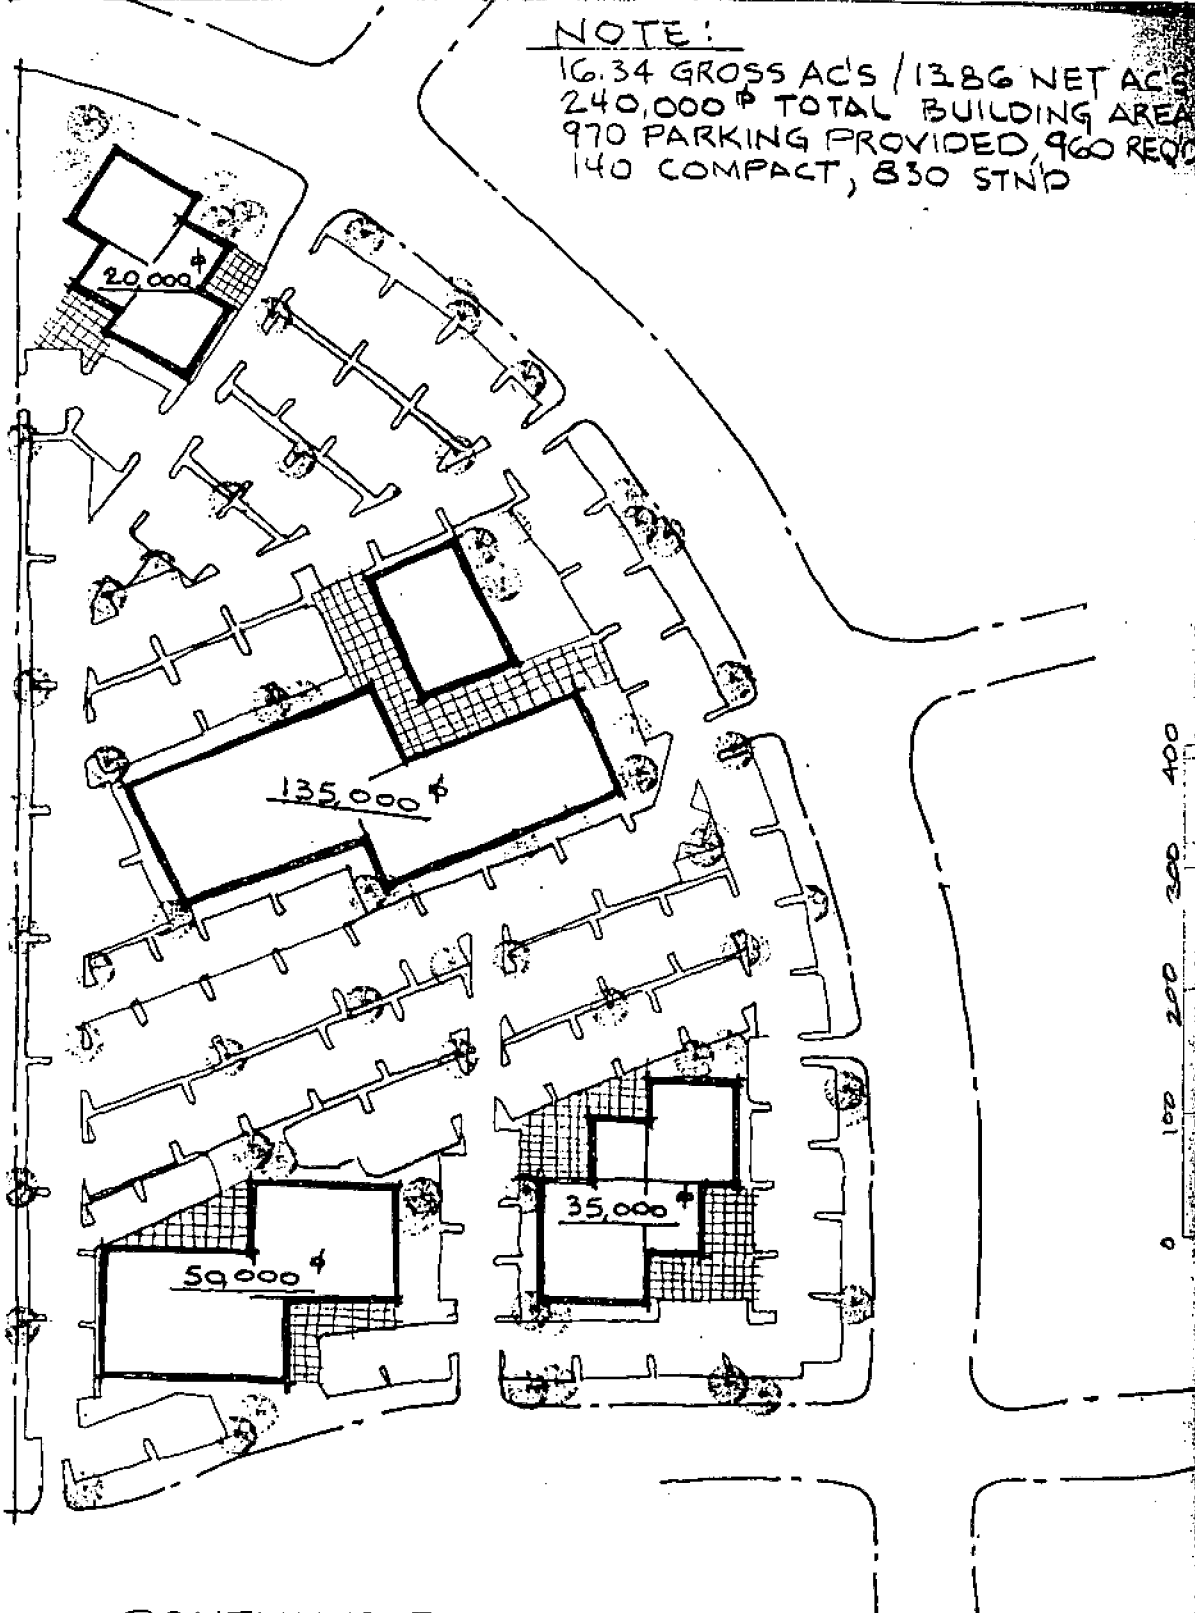 NOTE:
16.34 GROSS AC'S / 13.86 NET AC'S
240,000 ⌀ TOTAL BUILDING AREA
970 PARKING PROVIDED, 960 REQ'D
140 COMPACT, 830 STN'D
20,000 ⌀
135,000 ⌀
35,000 ⌀
50,000 ⌀
0 100 200 300 400